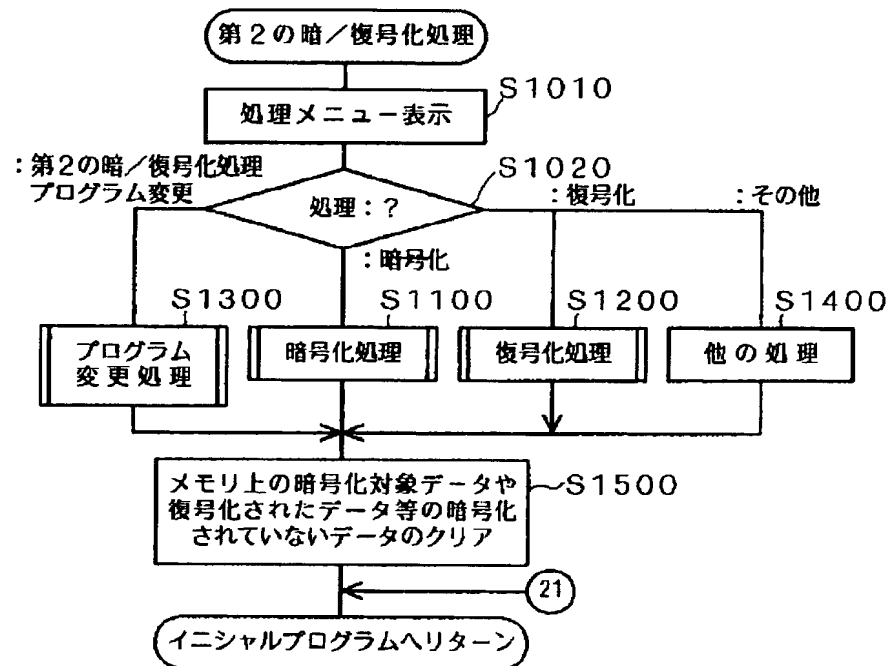 第2の暗／復号化処理
S1010
処理メニュー表示
：第2の暗／復号化処理
プログラム変更
S1020
処理：？
：復号化
：その他
：暗号化
S1300
S1100
S1200
S1400
プログラム
変更処理
暗号化処理
復号化処理
他の処理
メモリ上の暗号化対象データや
復号化されたデータ等の暗号化
されていないデータのクリア
S1500
21
イニシャルプログラムへリターン